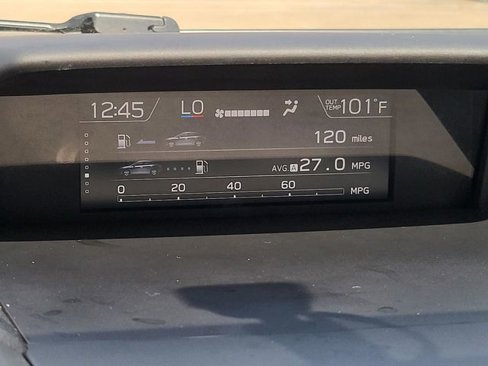 12:45 LO OUT TEMP 101°F
120 miles
AVG. A 27.0 MPG
0 20 40 60 MPG